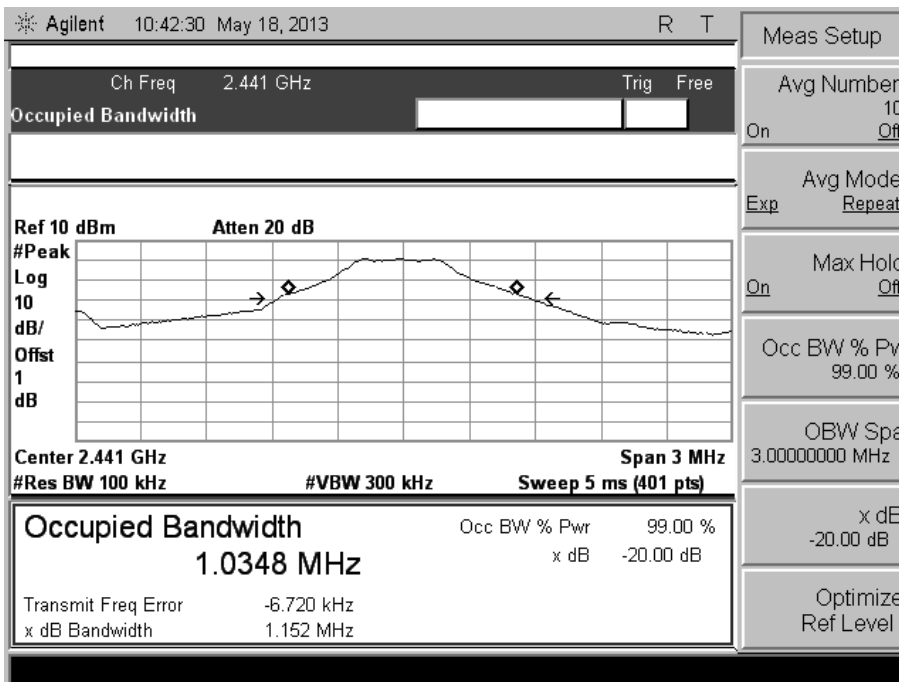 Agilent 10:42:30 May 18, 2013 R T
Ch Freq 2.441 GHz Trig Free
Occupied Bandwidth
Ref 10 dBm Atten 20 dB
#Peak
Log
10
dB/
Offst
1
dB
Center 2.441 GHz Span 3 MHz
#Res BW 100 kHz #VBW 300 kHz Sweep 5 ms (401 pts)
Occupied Bandwidth
1.0348 MHz
Occ BW % Pwr 99.00 %
x dB -20.00 dB
Transmit Freq Error -6.720 kHz
x dB Bandwidth 1.152 MHz
Meas Setup
Avg Number
10
On Off
Avg Mode
Exp Repeat
Max Hold
On Off
Occ BW % Pw
99.00 %
OBW Spa
3.00000000 MHz
x dB
-20.00 dB
Optimize
Ref Level